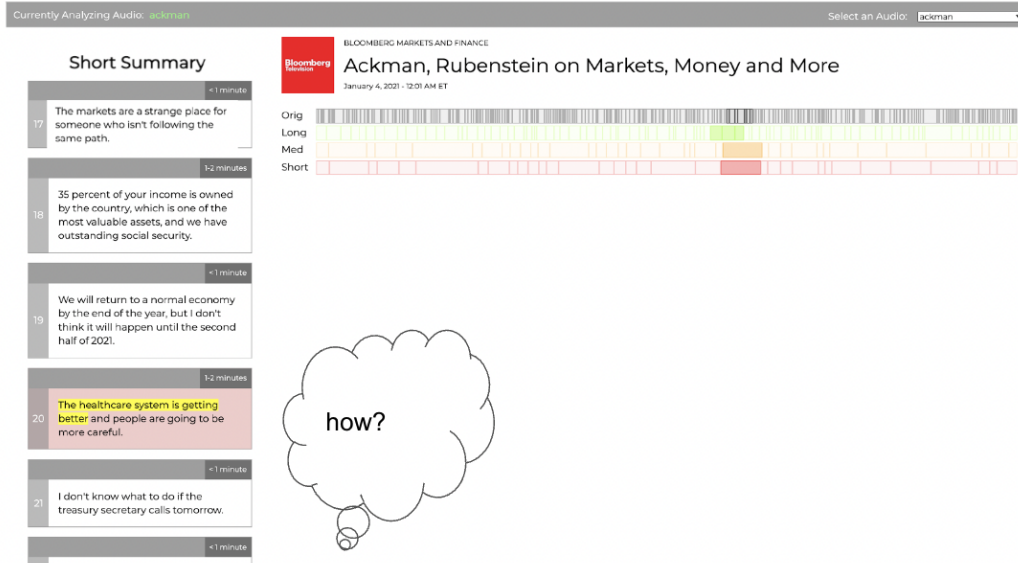 Currently Analyzing Audio: ackman
Select an Audio: ackman
Short Summary
<1 minute
17
The markets are a strange place for
someone who isn't following the
same path.
1-2 minutes
18
35 percent of your income is owned
by the country, which is one of the
most valuable assets, and we have
outstanding social security.
<1 minute
19
We will return to a normal economy
by the end of the year, but I don't
think it will happen until the second
half of 2021.
1-2 minutes
20
The healthcare system is getting
better and people are going to be
more careful.
<1 minute
21
I don't know what to do if the
treasury secretary calls tomorrow.
<1 minute
Bloomberg
Television
BLOOMBERG MARKETS AND FINANCE
Ackman, Rubenstein on Markets, Money and More
January 4, 2021 - 12:01 AM ET
Orig
Long
Med
Short
how?